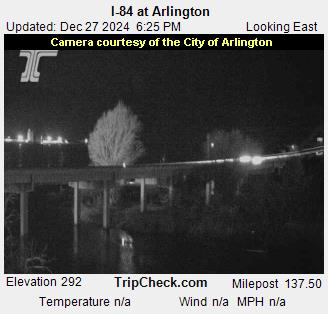 I-84 at Arlington
Updated: Dec 27 2024 6:25 PM Looking East
Camera courtesy of the City of Arlington
Elevation 292 TripCheck.com Milepost 137.50
Temperature n/a Wind n/a MPH n/a